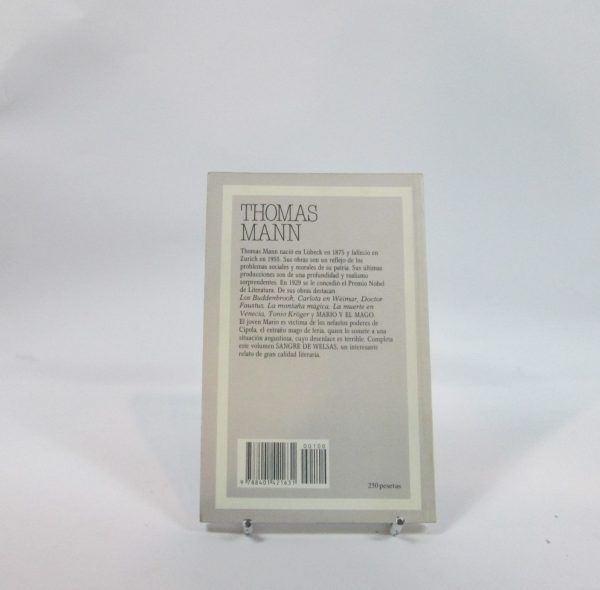 THOMAS
MANN
Thomas Mann nació en Lübeck en 1875 y falleció en
Zurich en 1955. Sus obras son un reflejo de los
problemas sociales y morales de su patria. Sus últimas
producciones son de una profundidad y realismo
sorprendentes. En 1929 se le concedió el Premio Nobel
de Literatura. De sus obras destacan
Los Buddenbrook, Carlota en Weimar, Doctor
Faustus, La montaña mágica, La muerte en
Venecia, Tonio Kröger y MARIO Y EL MAGO.
El joven Mario es víctima de los nefastos poderes de
Cipola, el extraño mago de feria, quien lo somete a una
situación angustiosa, cuyo desenlace es terrible. Completa
este volumen SANGRE DE WELSAS, un interesante
relato de gran calidad literaria.
00100
9 788401 421631
250 pesetas